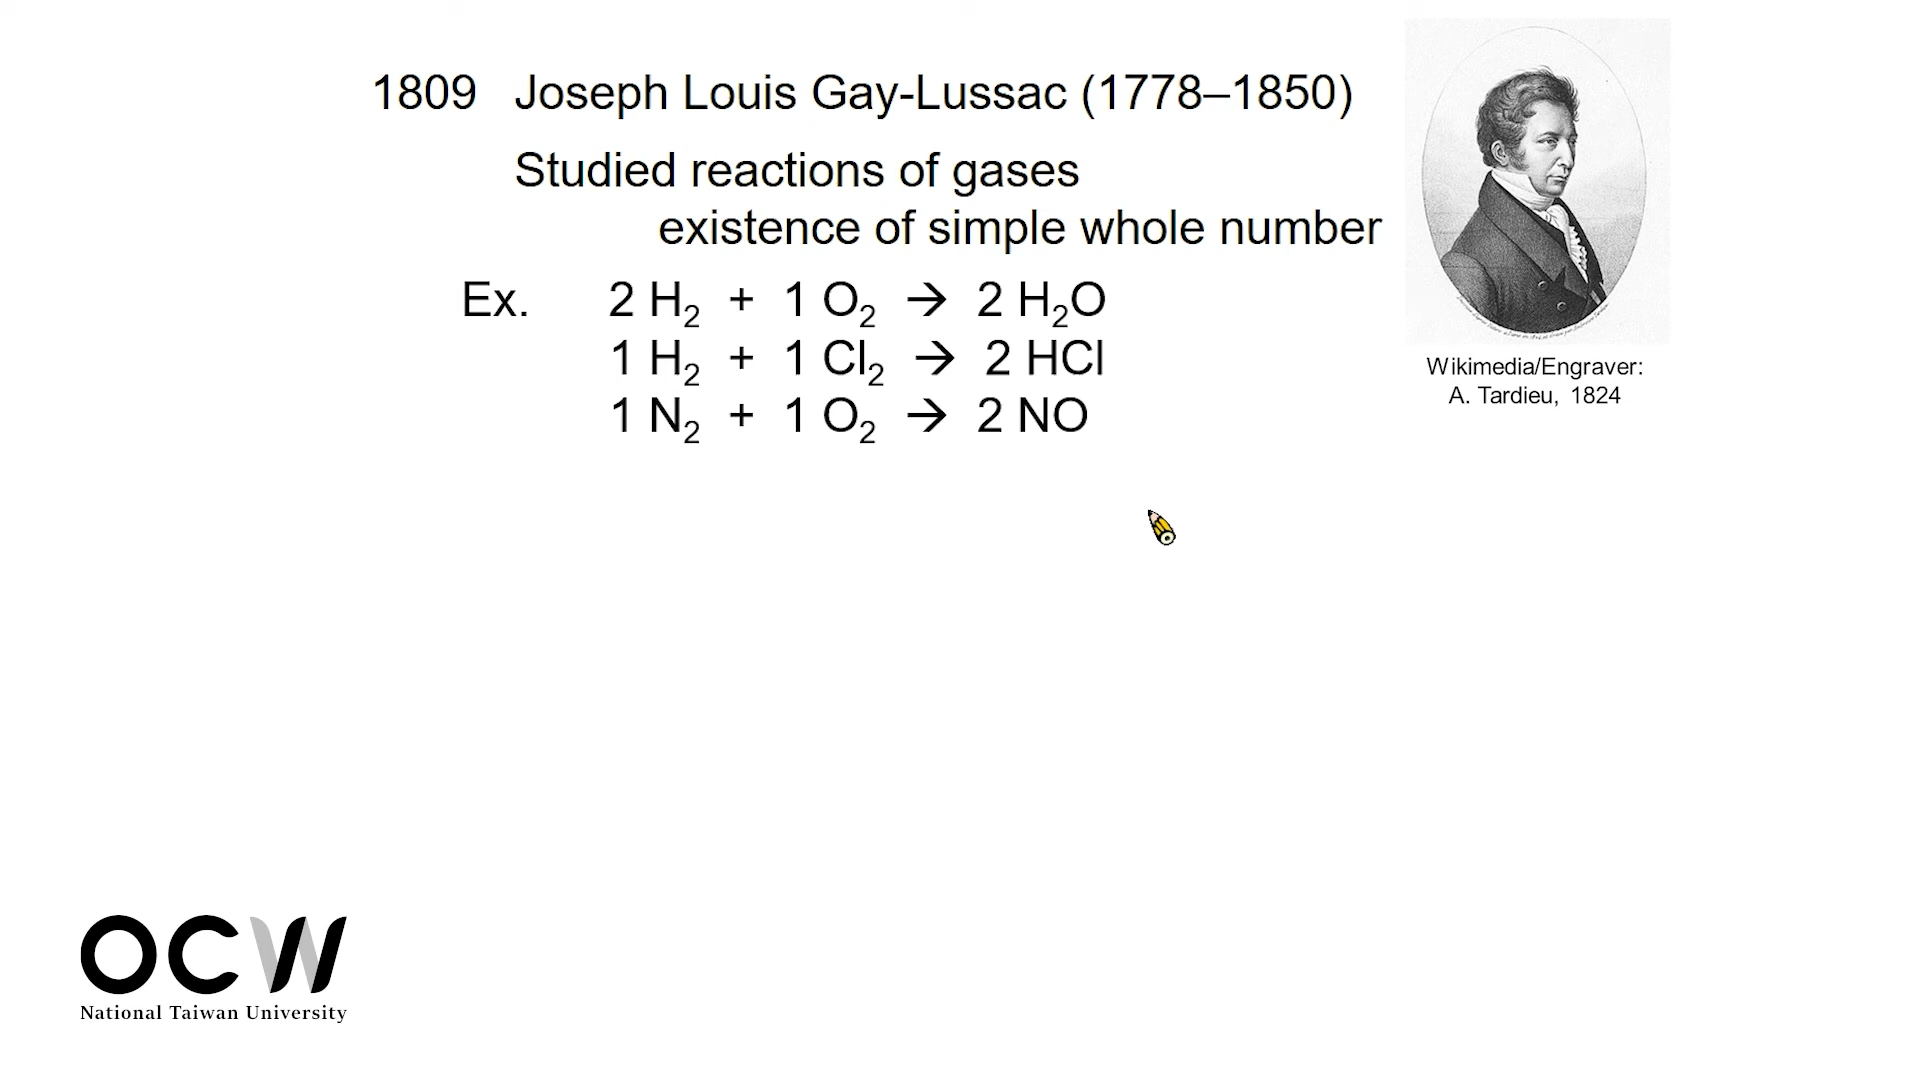 1809 Joseph Louis Gay-Lussac (1778–1850)
Studied reactions of gases
existence of simple whole number
Ex. 2 H₂ + 1 O₂ → 2 H₂O
1 H₂ + 1 Cl₂ → 2 HCl
1 N₂ + 1 O₂ → 2 NO
Wikimedia/Engraver:
A. Tardieu, 1824
OCW
National Taiwan University